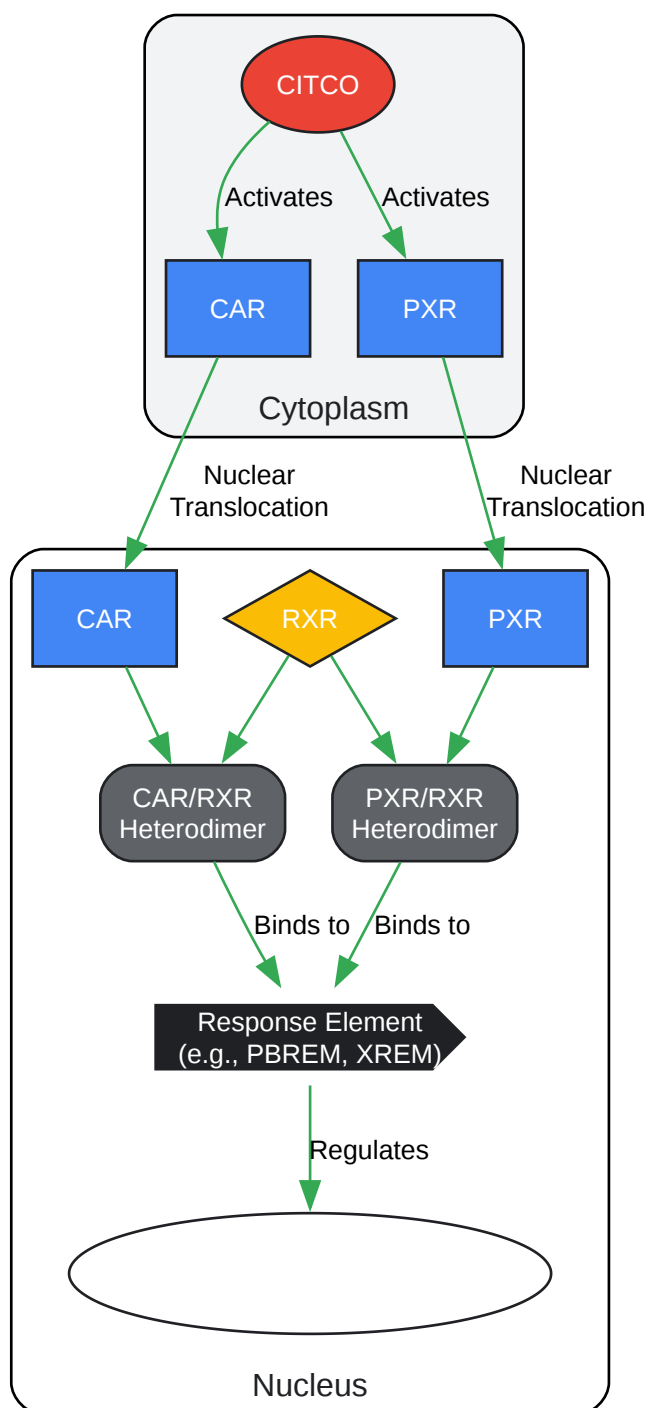 CITCO
Activates
Activates
CAR
PXR
Cytoplasm
Nuclear
Translocation
Nuclear
Translocation
CAR
RXR
PXR
CAR/RXR
Heterodimer
PXR/RXR
Heterodimer
Binds to
Binds to
Response Element
(e.g., PBREM, XREM)
Regulates
Nucleus